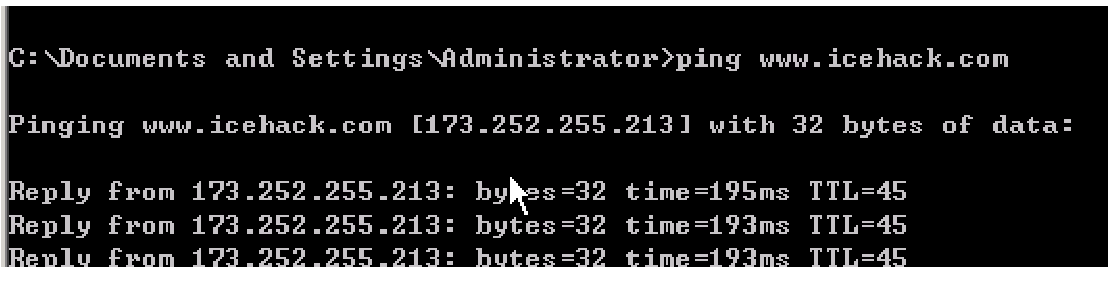 C:\Documents and Settings\Administrator>ping www.icehack.com
Pinging www.icehack.com [173.252.255.213] with 32 bytes of data:
Reply from 173.252.255.213: bytes=32 time=195ms TTL=45
Reply from 173.252.255.213: bytes=32 time=193ms TTL=45
Reply from 173.252.255.213: bytes=32 time=193ms TTL=45